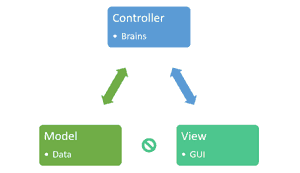 Controller
• Brains
Model
• Data
View
• GUI